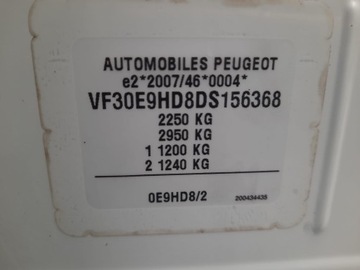 AUTOMOBILES PEUGEOT
e2*2007/46*0004*
VF30E9HD8DS156368
2250 KG
2950 KG
1 1200 KG
2 1240 KG
0E9HD8/2
200434435